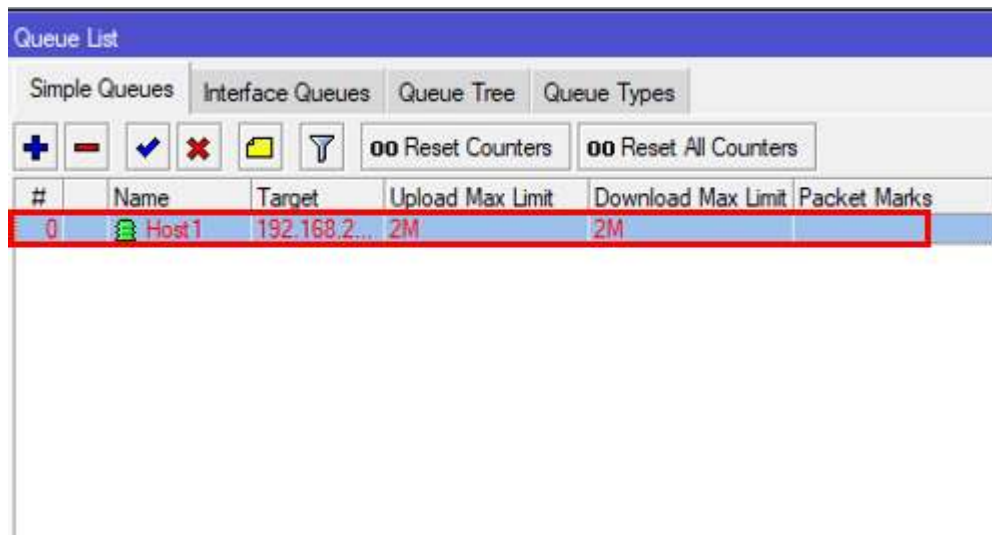 Queue List
Simple Queues Interface Queues Queue Tree Queue Types
00 Reset Counters 00 Reset All Counters
# Name Target Upload Max Limit Download Max Limit Packet Marks
0 Host1 192.168.2... 2M 2M